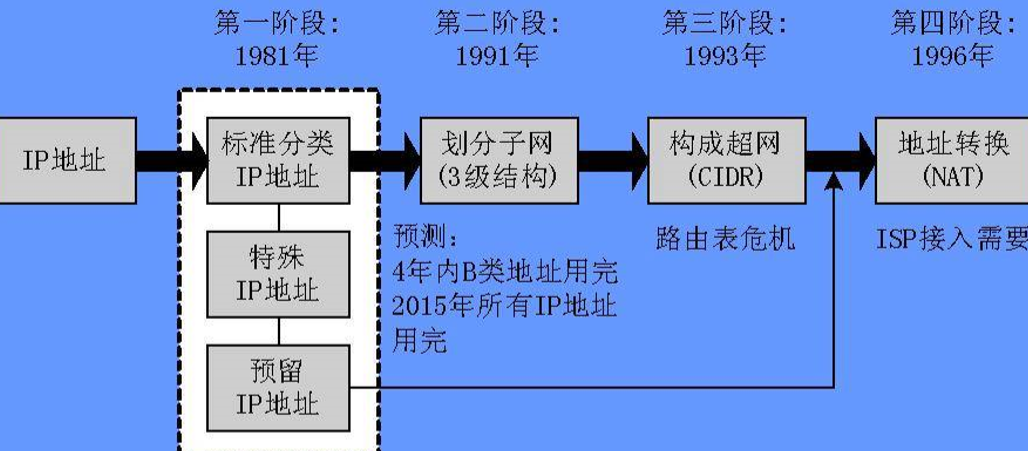 第一阶段:
1981年
第二阶段:
1991年
第三阶段:
1993年
第四阶段:
1996年
IP地址
标准分类
IP地址
划分子网
(3级结构)
构成超网
(CIDR)
地址转换
(NAT)
特殊
IP地址
预测:
4年内B类地址用完
2015年所有IP地址
用完
路由表危机
ISP接入需要
预留
IP地址